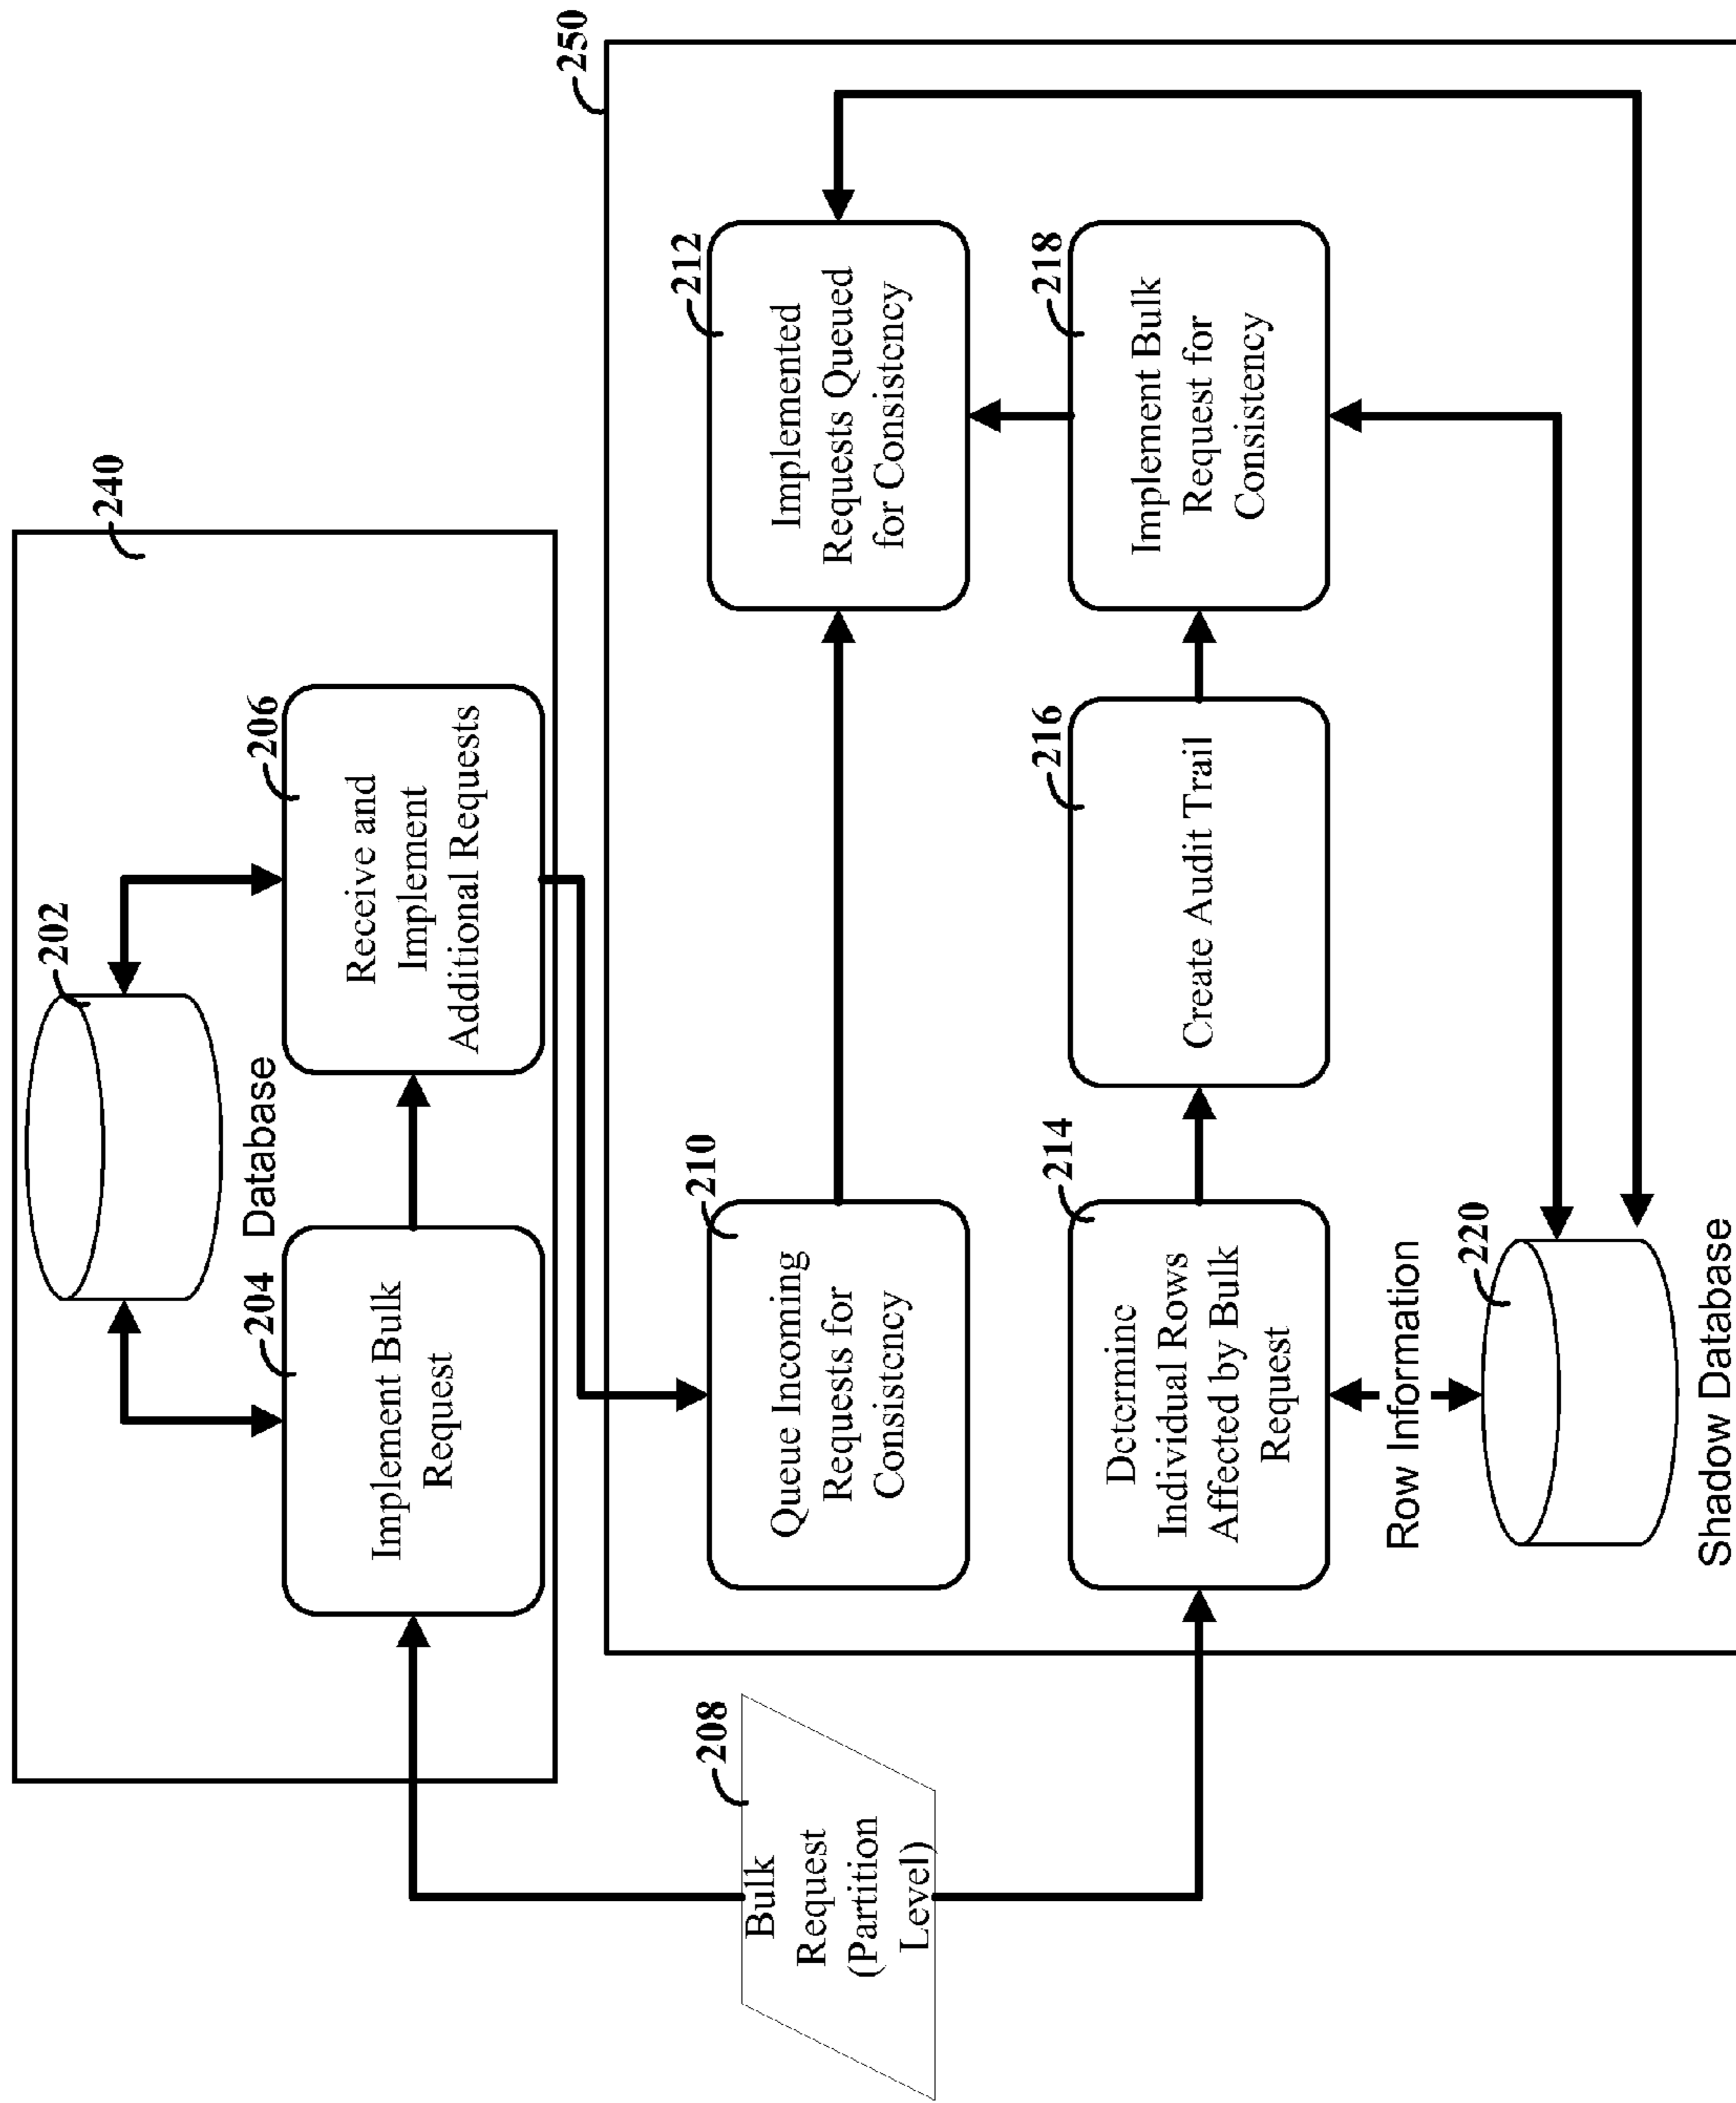 240
202
Database
204
Implement Bulk
Request
206
Receive and
Implement
Additional Requests
208
Bulk
Request
(Partition
Level)
250
210
Queue Incoming
Requests for
Consistency
212
Implemented
Requests Queued
for Consistency
214
Determine
Individual Rows
Affected by Bulk
Request
216
Create Audit Trail
218
Implement Bulk
Request for
Consistency
Row Information
220
Shadow Database